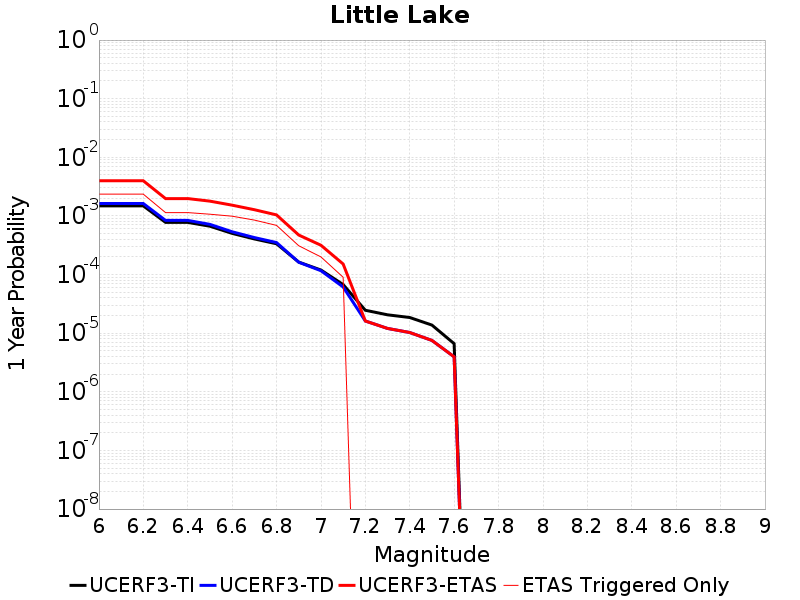 Little Lake
10^0
10^-1
10^-2
10^-3
10^-4
10^-5
10^-6
10^-7
10^-8
1 Year Probability
6 6.2 6.4 6.6 6.8 7 7.2 7.4 7.6 7.8 8 8.2 8.4 8.6 8.8 9
Magnitude
UCERF3-TI UCERF3-TD UCERF3-ETAS ETAS Triggered Only